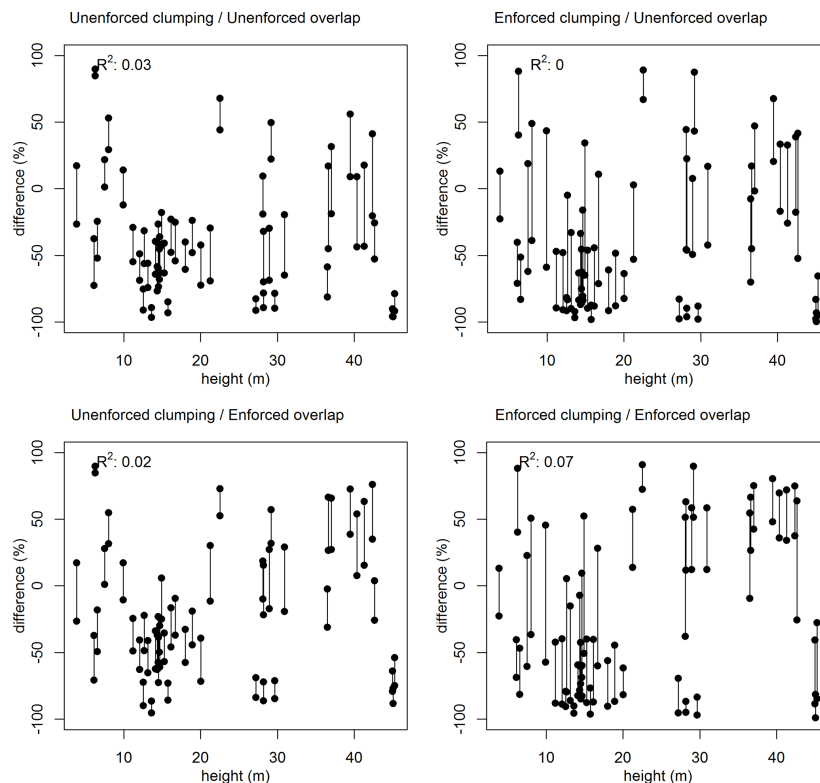 Unenforced clumping / Unenforced overlap
R²: 0.03
difference (%)
100
50
0
-50
-100
10 20 30 40
height (m)
Enforced clumping / Unenforced overlap
R²: 0
difference (%)
100
50
0
-50
-100
10 20 30 40
height (m)
Unenforced clumping / Enforced overlap
R²: 0.02
difference (%)
100
50
0
-50
-100
10 20 30 40
height (m)
Enforced clumping / Enforced overlap
R²: 0.07
difference (%)
100
50
0
-50
-100
10 20 30 40
height (m)